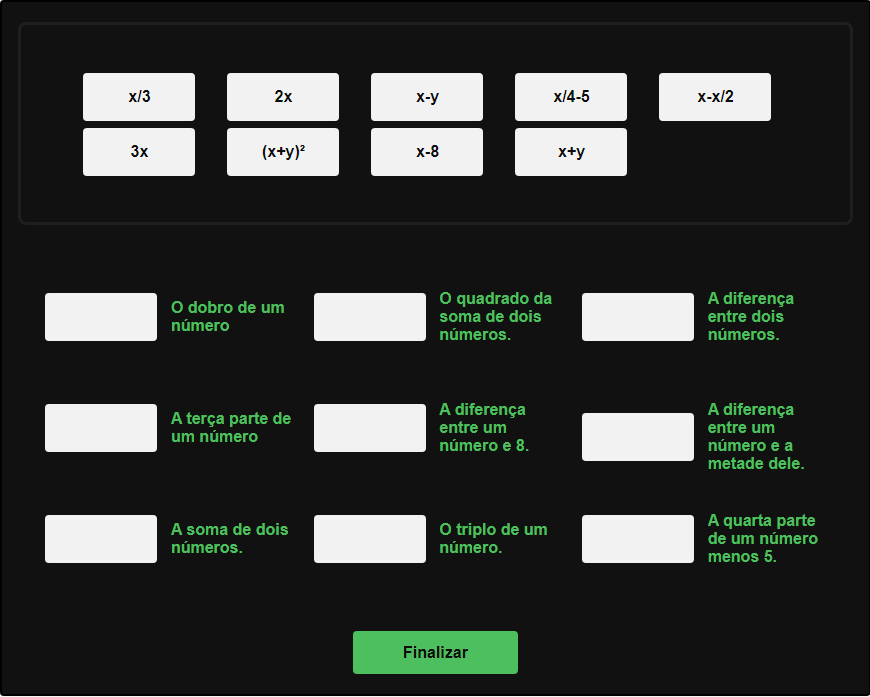 x/3
2x
x-y
x/4-5
x-x/2
3x
(x+y)²
x-8
x+y
O dobro de um
número
O quadrado da
soma de dois
números.
A diferença
entre dois
números.
A terça parte de
um número
A diferença
entre um
número e 8.
A diferença
entre um
número e a
metade dele.
A soma de dois
números.
O triplo de um
número.
A quarta parte
de um número
menos 5.
Finalizar